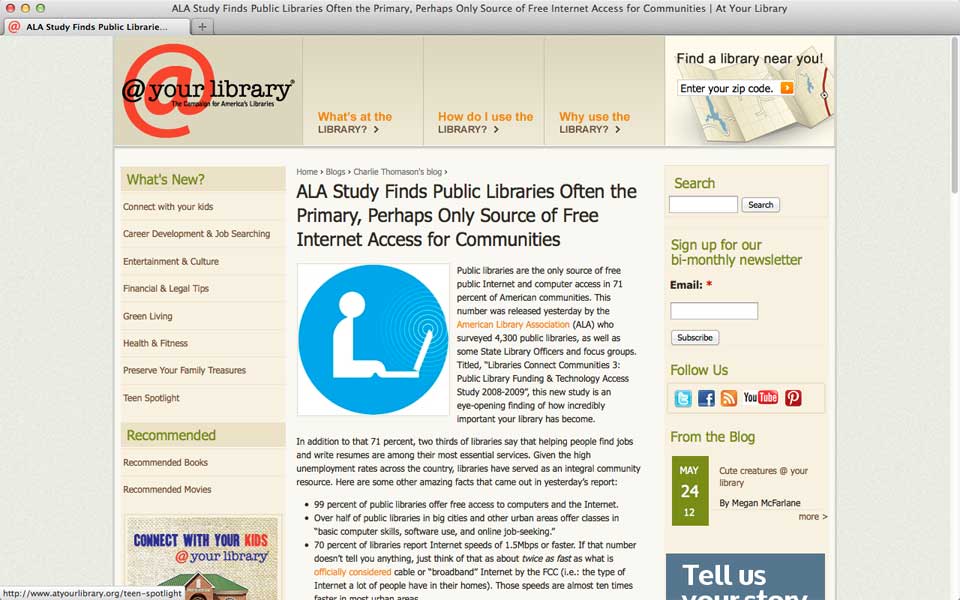 ALA Study Finds Public Libraries Often the Primary, Perhaps Only Source of Free Internet Access for Communities | At Your Library
@ ALA Study Finds Public Librarie...
@ your library®
The Campaign for America's Libraries
What's at the
LIBRARY? >
How do I use the
LIBRARY? >
Why use the
LIBRARY? >
Find a library near you!
Enter your zip code.
What's New?
Connect with your kids
Career Development & Job Searching
Entertainment & Culture
Financial & Legal Tips
Green Living
Health & Fitness
Preserve Your Family Treasures
Teen Spotlight
Recommended
Recommended Books
Recommended Movies
CONNECT WITH YOUR KIDS
@ your library
Home › Blogs › Charlie Thomason's blog ›
ALA Study Finds Public Libraries Often the
Primary, Perhaps Only Source of Free
Internet Access for Communities
Public libraries are the only source of free
public Internet and computer access in 71
percent of American communities. This
number was released yesterday by the
American Library Association (ALA) who
surveyed 4,300 public libraries, as well as
some State Library Officers and focus groups.
Titled, "Libraries Connect Communities 3:
Public Library Funding & Technology Access
Study 2008-2009", this new study is an
eye-opening finding of how incredibly
important your library has become.
In addition to that 71 percent, two thirds of libraries say that helping people find jobs
and write resumes are among their most essential services. Given the high
unemployment rates across the country, libraries have served as an integral community
resource. Here are some other amazing facts that came out in yesterday's report:
• 99 percent of public libraries offer free access to computers and the Internet.
• Over half of public libraries in big cities and other urban areas offer classes in
"basic computer skills, software use, and online job-seeking."
• 70 percent of libraries report Internet speeds of 1.5Mbps or faster. If that number
doesn't tell you anything, just think of that as about twice as fast as what is
officially considered cable or "broadband" Internet by the FCC (i.e.: the type of
Internet a lot of people have in their homes). Those speeds are almost ten times
faster in most urban areas.
Search
Search
Sign up for our
bi-monthly newsletter
Email: *
Subscribe
Follow Us
You Tube
From the Blog
MAY
24
12
Cute creatures @ your
library
By Megan McFarlane
more >
Tell us
your story
http://www.atyourlibrary.org/teen-spotlight